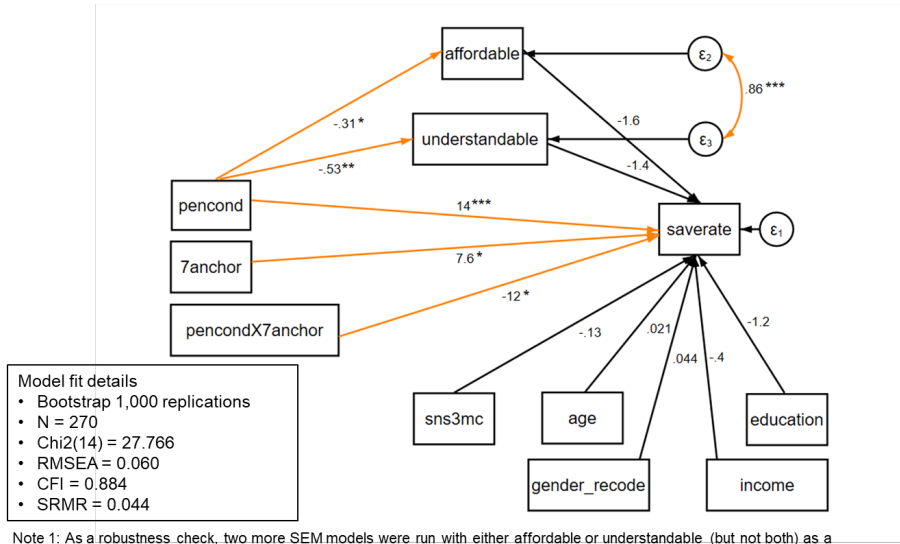 affordable
ε2
.86 ***
-.31 *
-1.6
understandable
ε3
-.53 **
-1.4
pencond
14 ***
saverate
ε1
7anchor
7.6 *
-12 *
pencondX7anchor
-.13
.021
.044
-.4
-1.2
Model fit details
• Bootstrap 1,000 replications
• N = 270
• Chi2(14) = 27.766
• RMSEA = 0.060
• CFI = 0.884
• SRMR = 0.044
sns3mc
age
education
gender_recode
income
Note 1: As a robustness check, two more SEM models were run with either affordable or understandable (but not both) as a